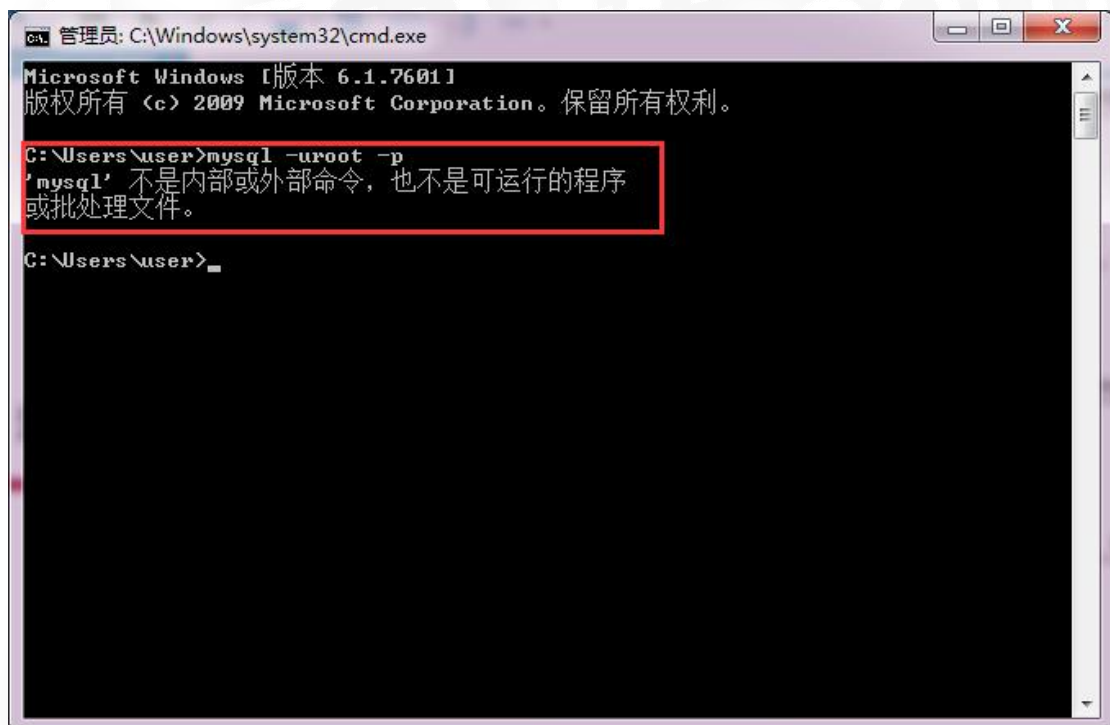 管理员: C:\Windows\system32\cmd.exe
Microsoft Windows [版本 6.1.7601]
版权所有 (c) 2009 Microsoft Corporation。保留所有权利。
C:\Users\user>mysql -uroot -p
'mysql' 不是内部或外部命令，也不是可运行的程序
或批处理文件。
C:\Users\user>_